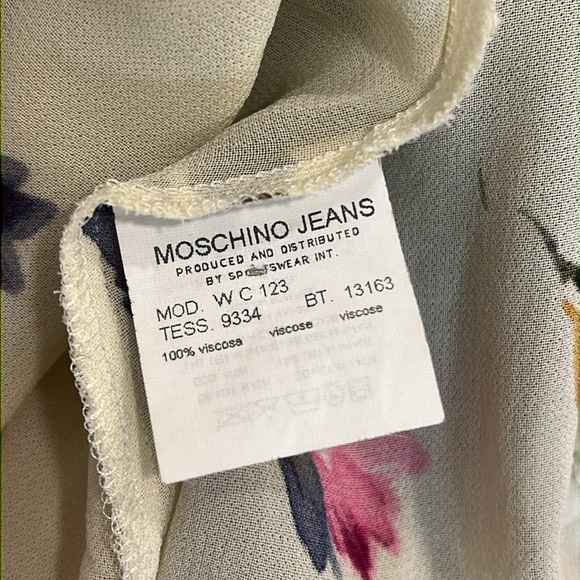 MOSCHINO JEANS
PRODUCED AND DISTRIBUTED
BY SPORTSWEAR INT.
MOD. W C 123
TESS. 9334 BT. 13163
100% viscosa viscose viscose